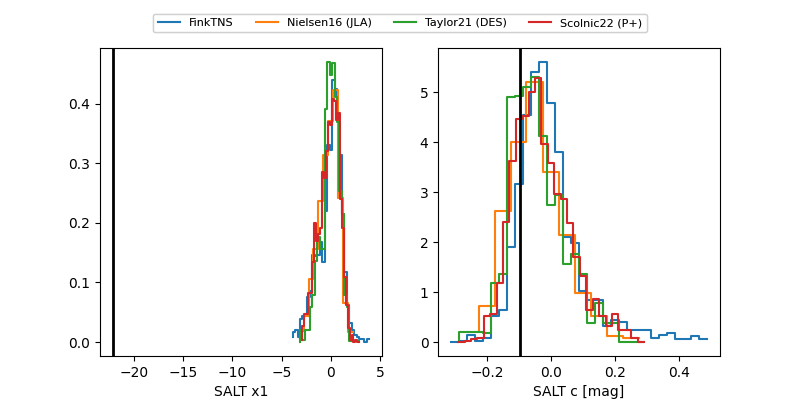 FinkTNS Nielsen16 (JLA) Taylor21 (DES) Scolnic22 (P+)
0.4
0.3
0.2
0.1
0.0
−20 −15 −10 −5 0 5
SALT x1
5
4
3
2
1
0
−0.2 0.0 0.2 0.4
SALT c [mag]